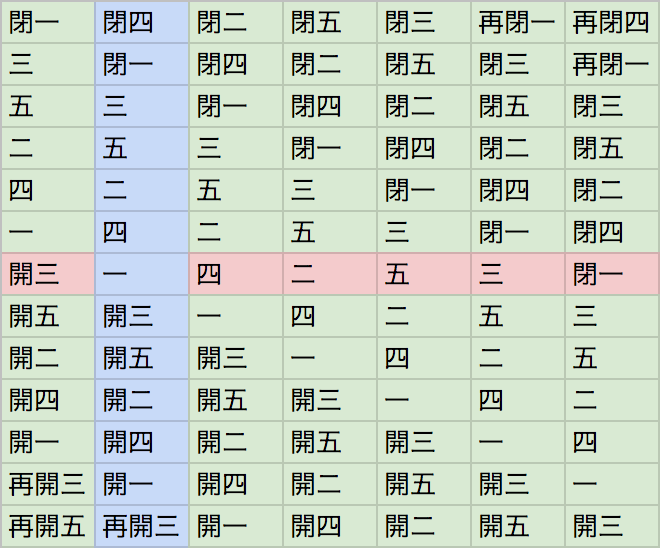 閉一 閉四 閉二 閉五 閉三 再閉一 再閉四
三 閉一 閉四 閉二 閉五 閉三 再閉一
五 三 閉一 閉四 閉二 閉五 閉三
二 五 三 閉一 閉四 閉二 閉五
四 二 五 三 閉一 閉四 閉二
一 四 二 五 三 閉一 閉四
開三 一 四 二 五 三 閉一
開五 開三 一 四 二 五 三
開二 開五 開三 一 四 二 五
開四 開二 開五 開三 一 四 二
開一 開四 開二 開五 開三 一 四
再開三 開一 開四 開二 開五 開三 一
再開五 再開三 開一 開四 開二 開五 開三